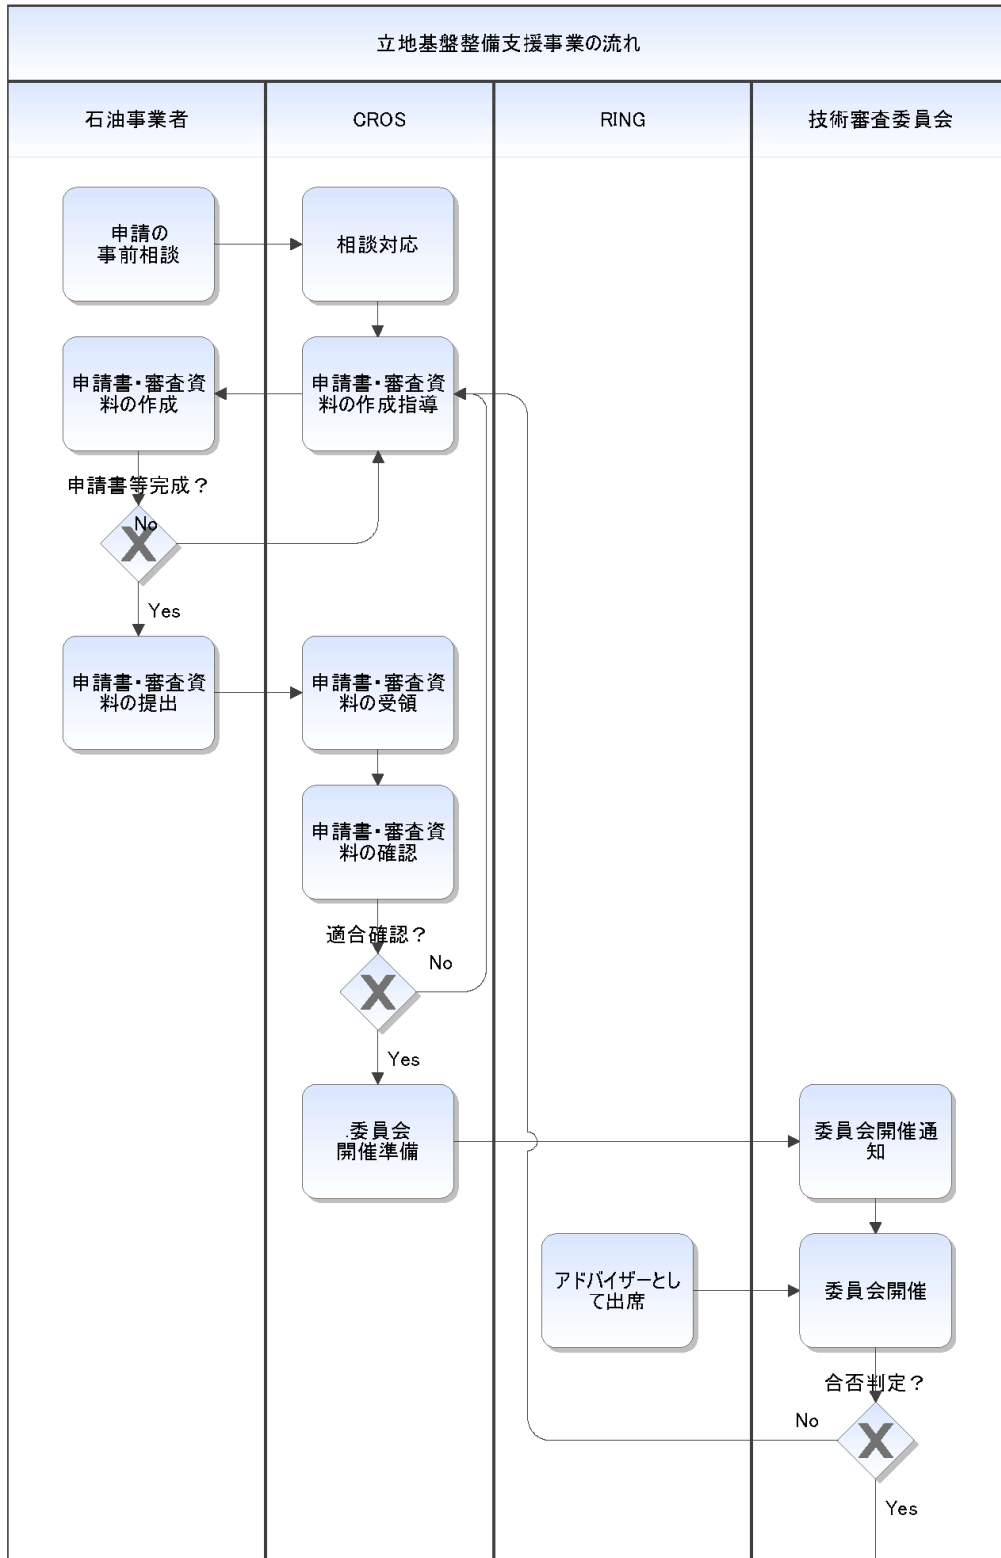 立地基盤整備支援事業の流れ
石油事業者
CROS
RING
技術審査委員会
申請の
事前相談
相談対応
申請書・審査資
料の作成
申請書・審査資
料の作成指導
申請書等完成？
No
Yes
申請書・審査資
料の提出
申請書・審査資
料の受領
申請書・審査資
料の確認
適合確認？
No
Yes
.委員会
開催準備
委員会開催通
知
アドバイザーとし
て出席
委員会開催
合否判定？
No
Yes